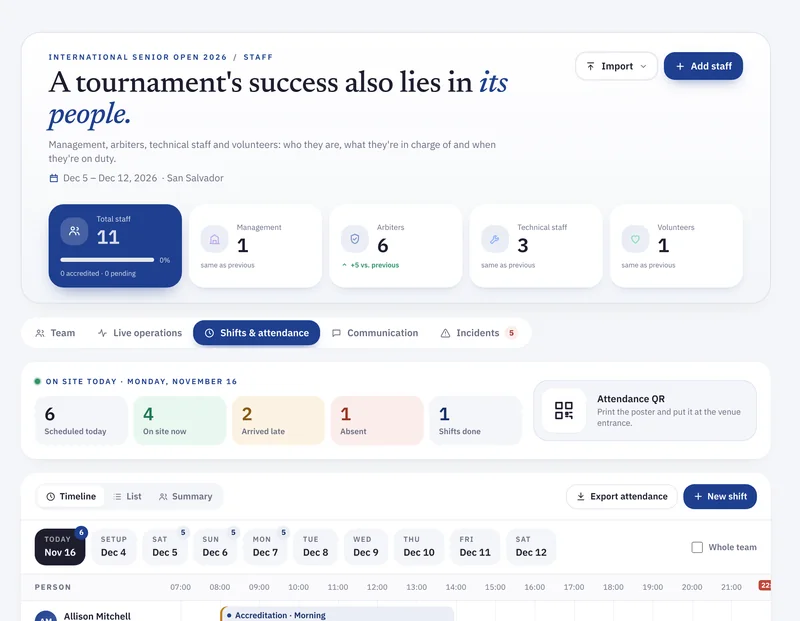 INTERNATIONAL SENIOR OPEN 2026 / STAFF
A tournament's success also lies in its
people.
Management, arbiters, technical staff and volunteers: who they are, what they're in charge of and when
they're on duty.
Dec 5 – Dec 12, 2026 · San Salvador
Import
+ Add staff
Total staff
11
0%
0 accredited · 0 pending
Management
1
same as previous
Arbiters
6
+5 vs. previous
Technical staff
3
same as previous
Volunteers
1
same as previous
Team
Live operations
Shifts & attendance
Communication
Incidents 5
ON SITE TODAY · MONDAY, NOVEMBER 16
6
Scheduled today
4
On site now
2
Arrived late
1
Absent
1
Shifts done
Attendance QR
Print the poster and put it at the venue
entrance.
Timeline
List
Summary
Export attendance
+ New shift
TODAY 6
Nov 16
SETUP
Dec 4
SAT 5
Dec 5
SUN 5
Dec 6
MON 5
Dec 7
TUE
Dec 8
WED
Dec 9
THU
Dec 10
FRI
Dec 11
SAT
Dec 12
Whole team
PERSON 07:00 08:00 09:00 10:00 11:00 12:00 13:00 14:00 15:00 16:00 17:00 18:00 19:00 20:00 21:00
Allison Mitchell
Accreditation · Morning